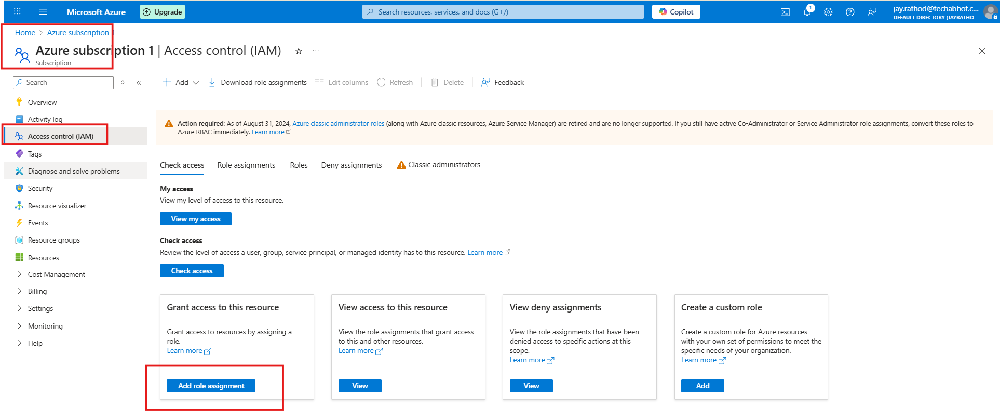 Microsoft Azure
Upgrade
Search resources, services, and docs (G+/)
Copilot
1
jay.rathod@techabbot.c...
DEFAULT DIRECTORY (JAYRATHO...
Home > Azure subscription 1
Azure subscription 1 | Access control (IAM)
Subscription
Search
Add
Download role assignments
Edit columns
Refresh
Delete
Feedback
Overview
Activity log
Access control (IAM)
Tags
Diagnose and solve problems
Security
Resource visualizer
Events
Resource groups
Resources
Cost Management
Billing
Settings
Monitoring
Help
Action required: As of August 31, 2024, Azure classic administrator roles (along with Azure classic resources, Azure Service Manager) are retired and are no longer supported. If you still have active Co-Administrator or Service Administrator role assignments, convert these roles to
Azure RBAC immediately. Learn more
Check access
Role assignments
Roles
Deny assignments
Classic administrators
My access
View my level of access to this resource.
View my access
Check access
Review the level of access a user, group, service principal, or managed identity has to this resource. Learn more
Check access
Grant access to this resource
Grant access to resources by assigning a
role.
Learn more
Add role assignment
View access to this resource
View the role assignments that grant access
to this and other resources.
Learn more
View
View deny assignments
View the role assignments that have been
denied access to specific actions at this
scope.
Learn more
View
Create a custom role
Create a custom role for Azure resources
with your own set of permissions to meet the
specific needs of your organization.
Learn more
Add